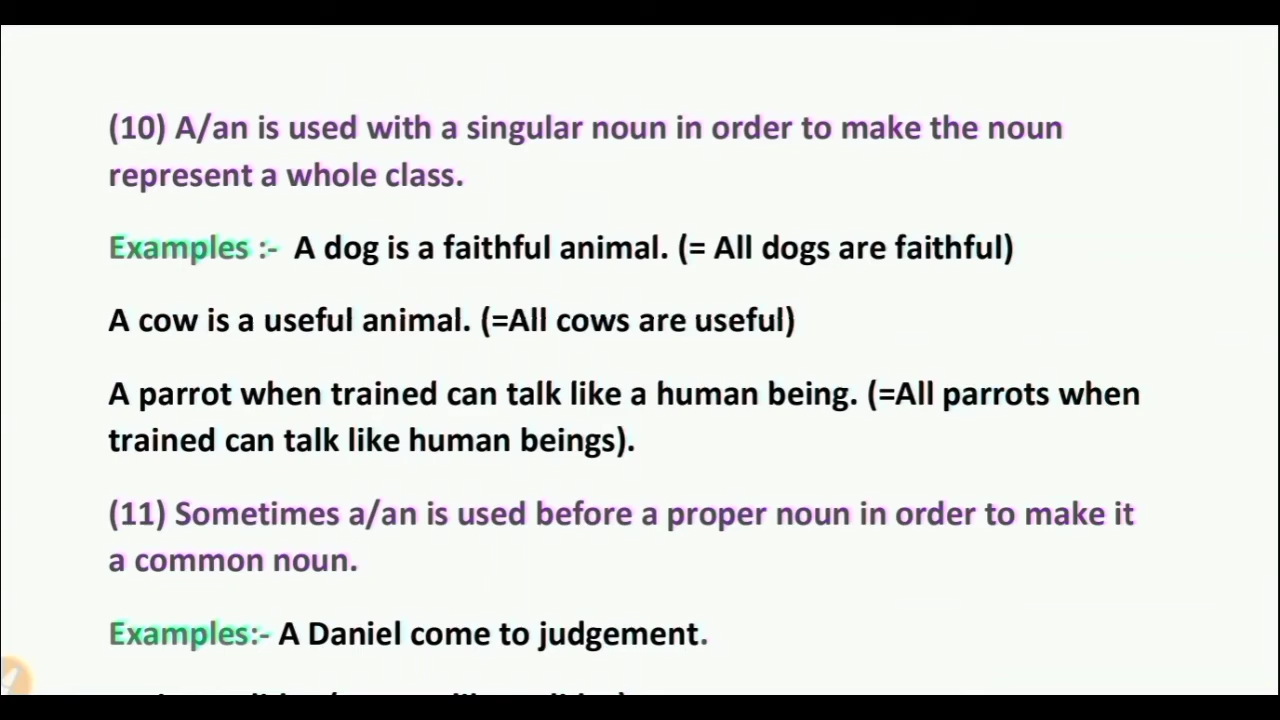 (10) A/an is used with a singular noun in order to make the noun
represent a whole class.
Examples :- A dog is a faithful animal. (= All dogs are faithful)
A cow is a useful animal. (=All cows are useful)
A parrot when trained can talk like a human being. (=All parrots when
trained can talk like human beings).
(11) Sometimes a/an is used before a proper noun in order to make it
a common noun.
Examples:- A Daniel come to judgement.